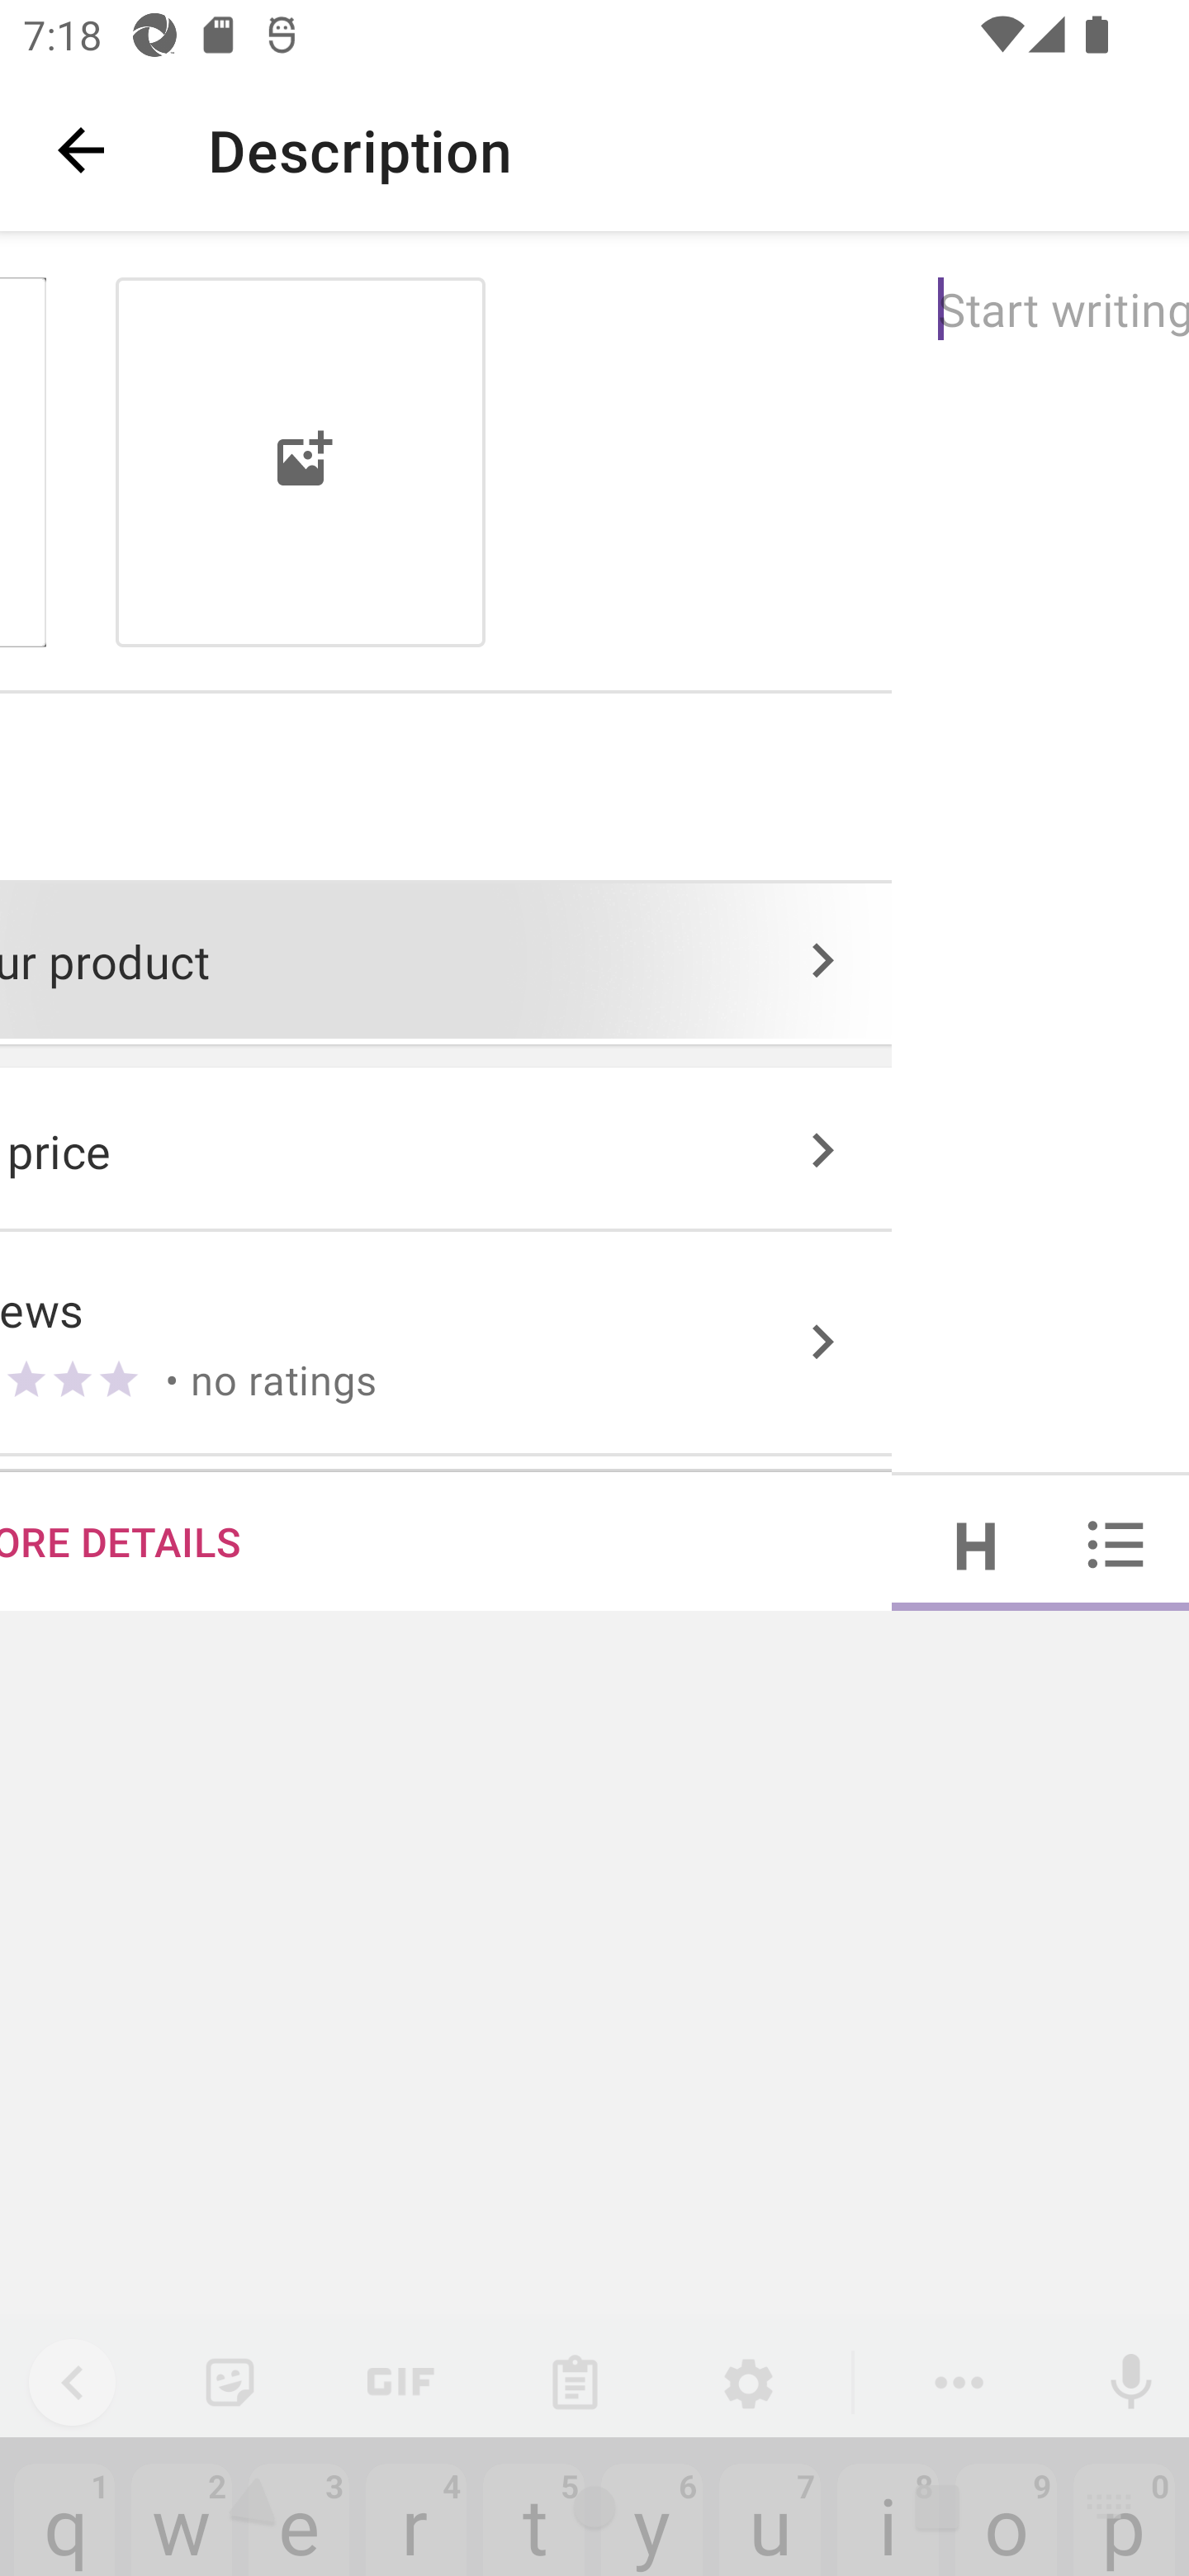 7:18
Description
Start writing
ur product
price
ews
• no ratings
ORE DETAILS
H
GIF
1 2 3 4 5 6 7 8 9 0
q w e r t y u i o p